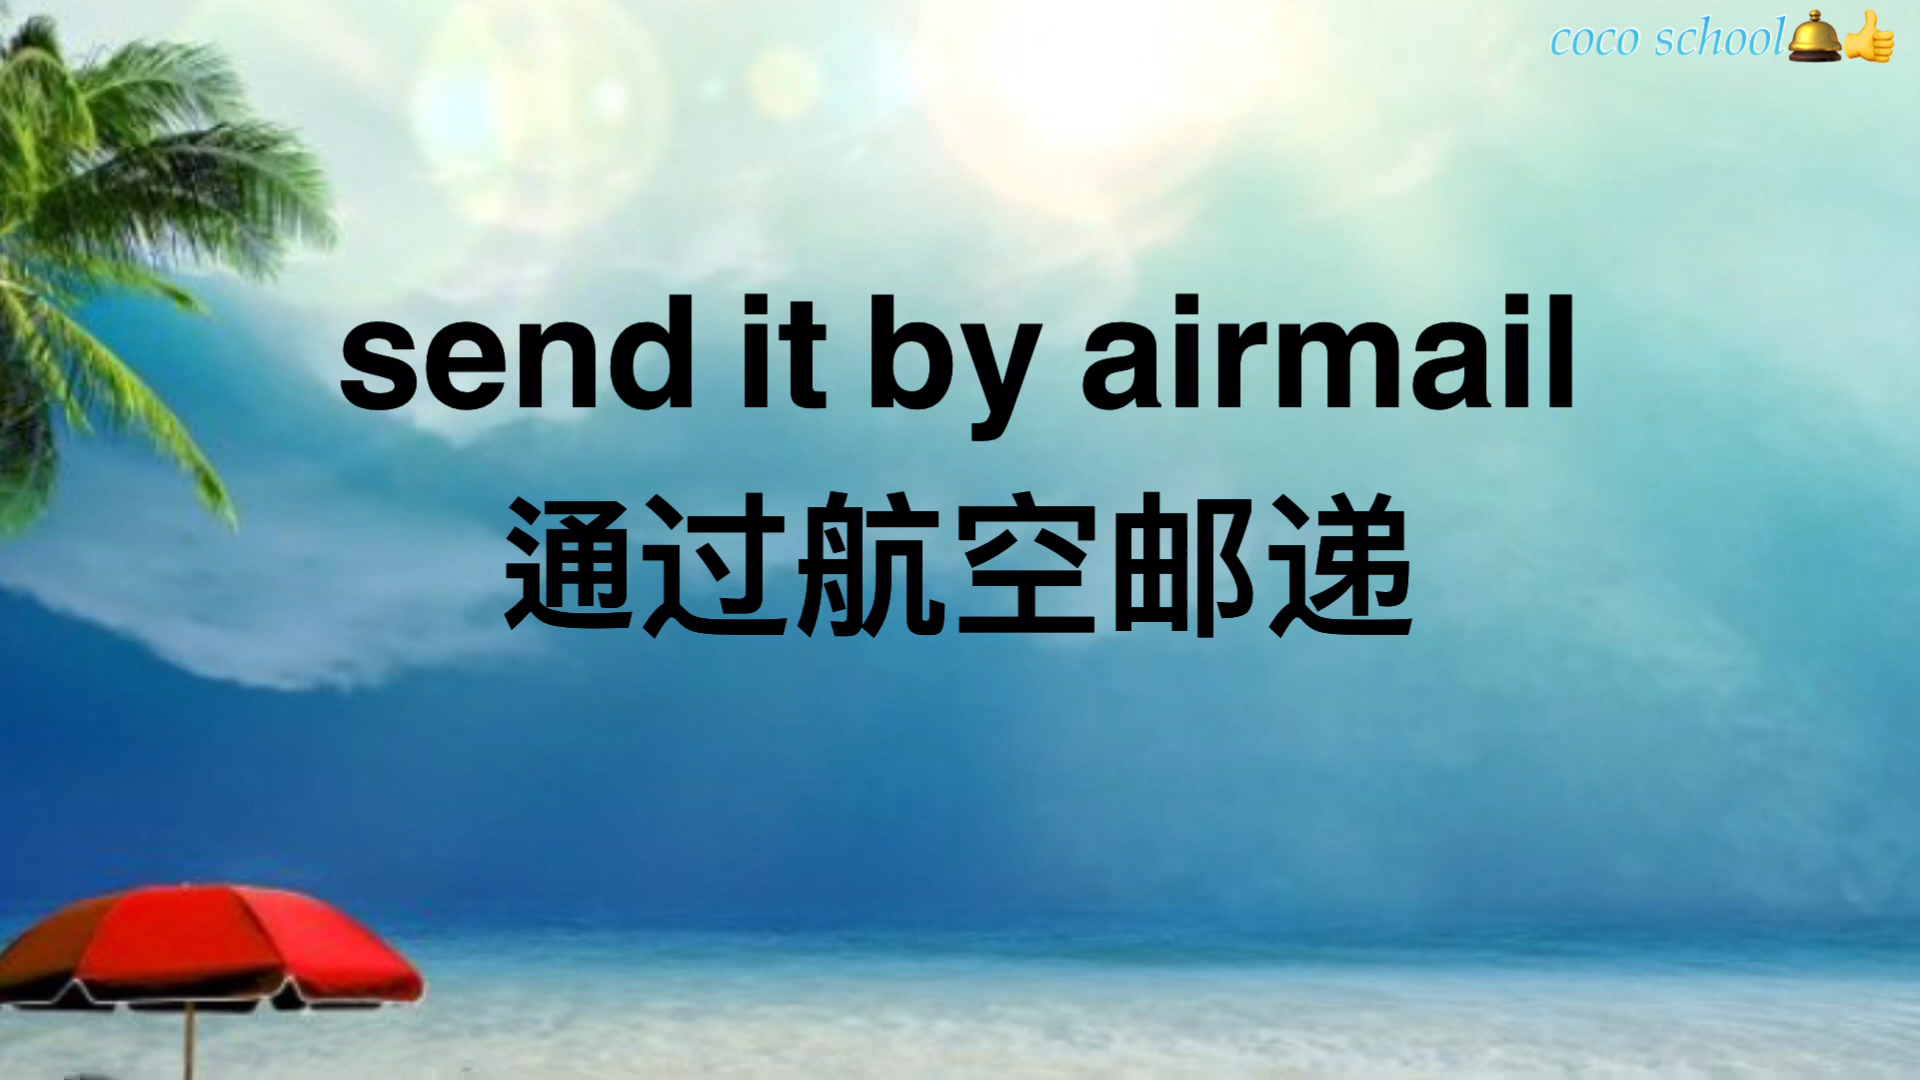 coco school🛎👍
send it by airmail
通过航空邮递